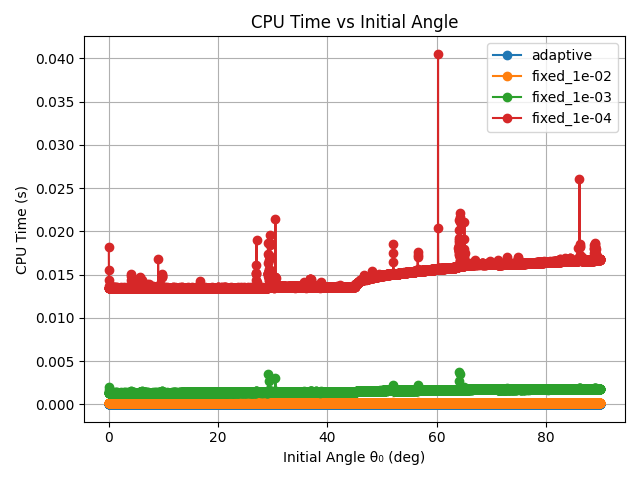 CPU Time vs Initial Angle
adaptive
fixed_1e-02
fixed_1e-03
fixed_1e-04
CPU Time (s)
0.040
0.035
0.030
0.025
0.020
0.015
0.010
0.005
0.000
0 20 40 60 80
Initial Angle θ₀ (deg)